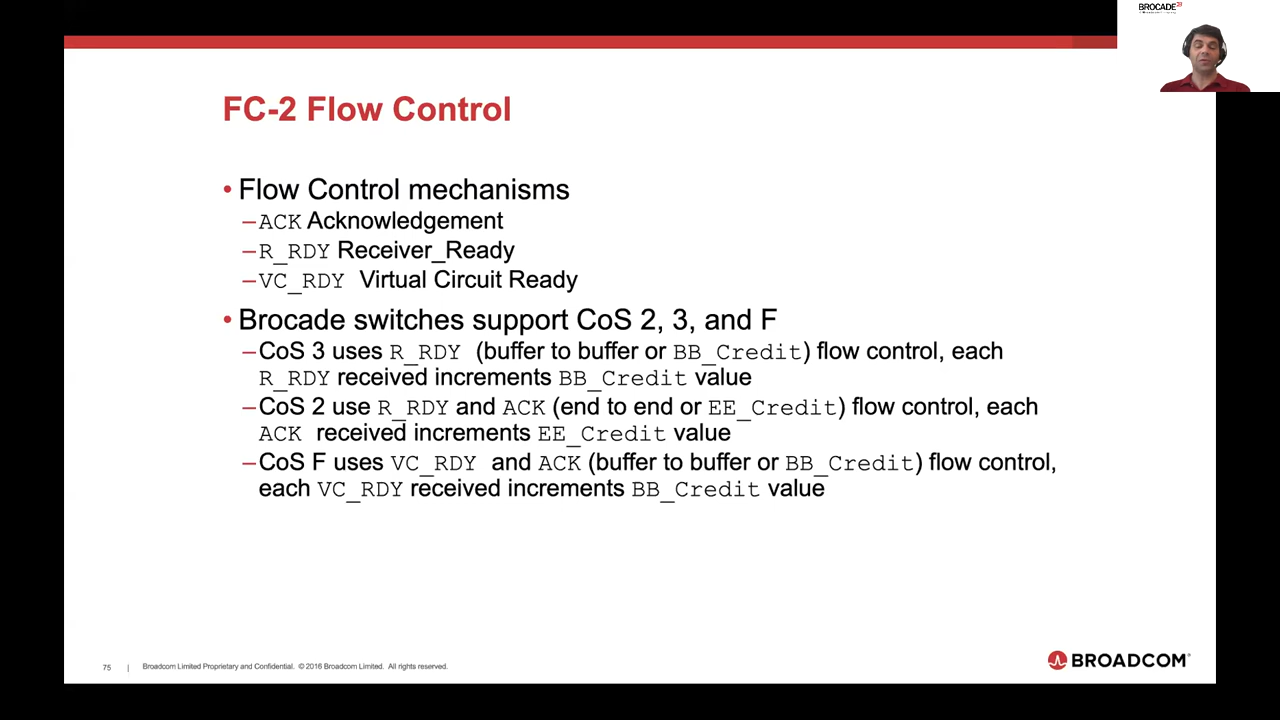 BROCADE
FC-2 Flow Control
• Flow Control mechanisms
–ACK Acknowledgement
–R_RDY Receiver_Ready
–VC_RDY Virtual Circuit Ready
• Brocade switches support CoS 2, 3, and F
–CoS 3 uses R_RDY (buffer to buffer or BB_Credit) flow control, each
R_RDY received increments BB_Credit value
–CoS 2 use R_RDY and ACK (end to end or EE_Credit) flow control, each
ACK received increments EE_Credit value
–CoS F uses VC_RDY and ACK (buffer to buffer or BB_Credit) flow control,
each VC_RDY received increments BB_Credit value
75 | Broadcom Limited Proprietary and Confidential. © 2016 Broadcom Limited. All rights reserved.
BROADCOM